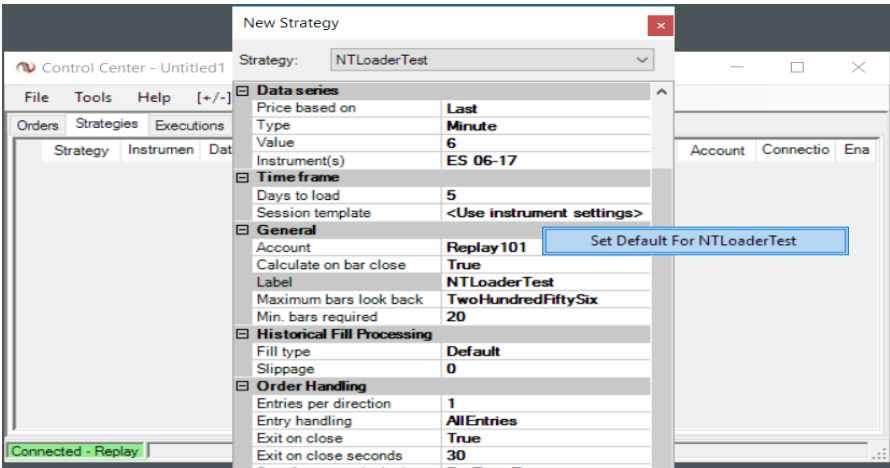 New Strategy
Strategy: NTLoaderTest
Control Center - Untitled1
File Tools Help [+/-]
Orders Strategies Executions
Strategy Instrumen Dat Account Connectio Ena
Data series
Price based on Last
Type Minute
Value 6
Instrument(s) ES 06-17
Time frame
Days to load 5
Session template <Use instrument settings>
General
Account Replay101
Set Default For NTLoaderTest
Calculate on bar close True
Label NTLoaderTest
Maximum bars look back TwoHundredFiftySix
Min. bars required 20
Historical Fill Processing
Fill type Default
Slippage 0
Order Handling
Entries per direction 1
Entry handling AllEntries
Exit on close True
Exit on close seconds 30
Connected - Replay